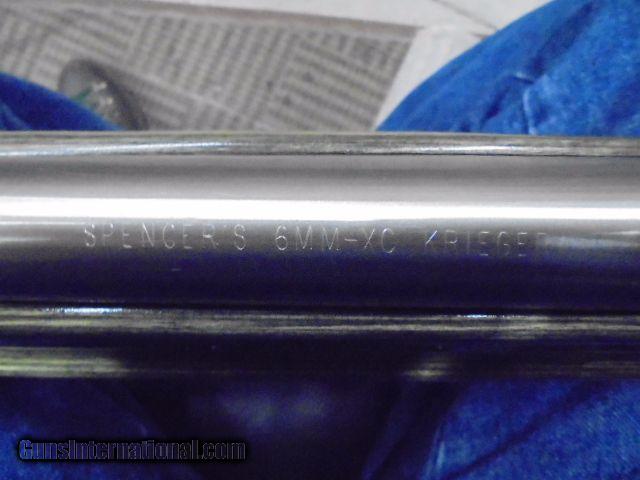 SPENCER'S 6MM-XC KRIEGER
GunsInternational.com